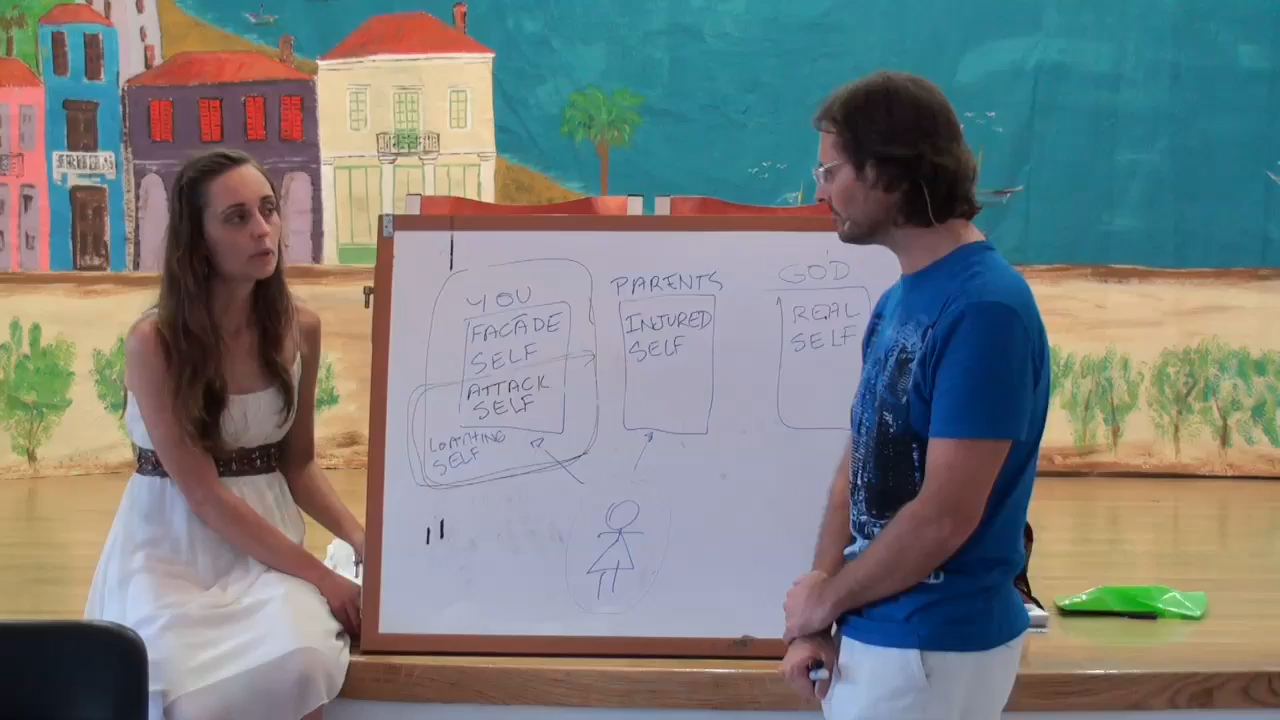 YOU
FACADE
SELF
ATTACK
SELF
LOATHING
SELF
PARENTS
INJURED
SELF
GOD
REAL
SELF